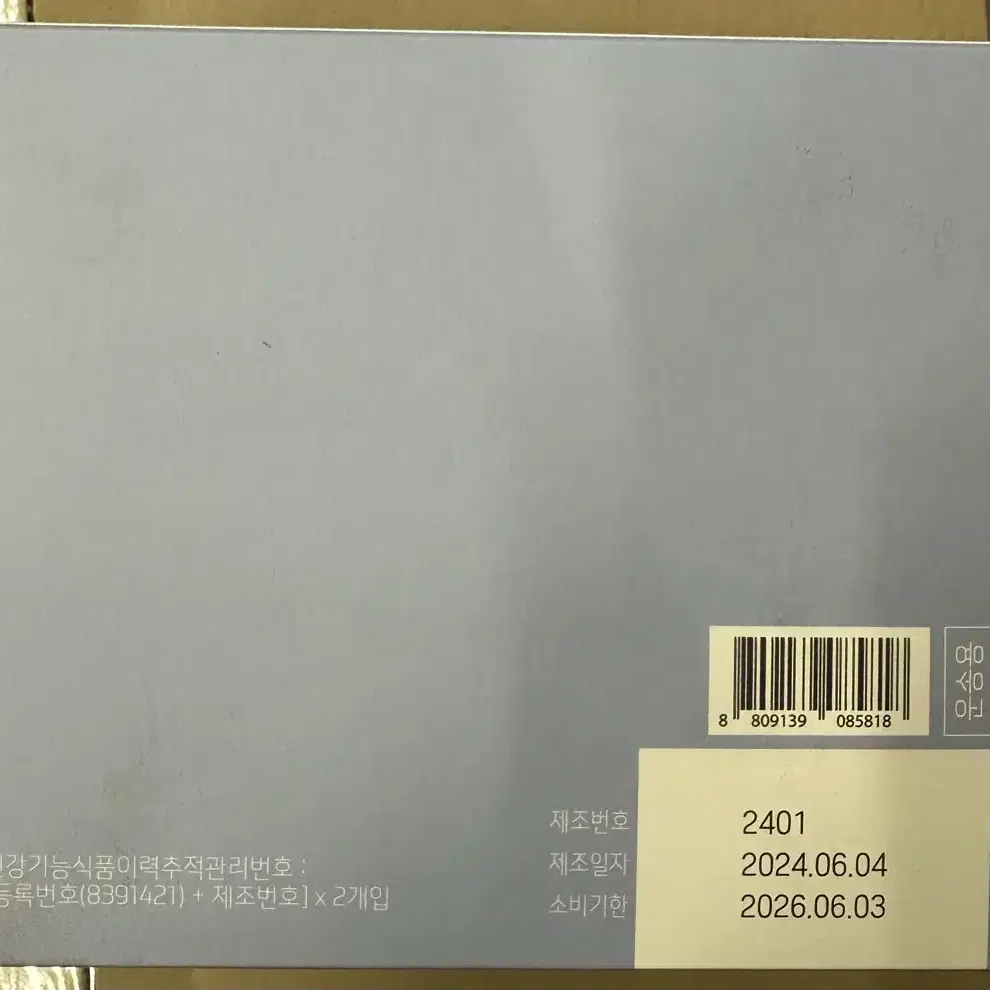 8 809139 085818
운송용
제조번호 2401
제조일자 2024.06.04
소비기한 2026.06.03
건강기능식품이력추적관리번호 :
등록번호(8391421) + 제조번호] x 2개입